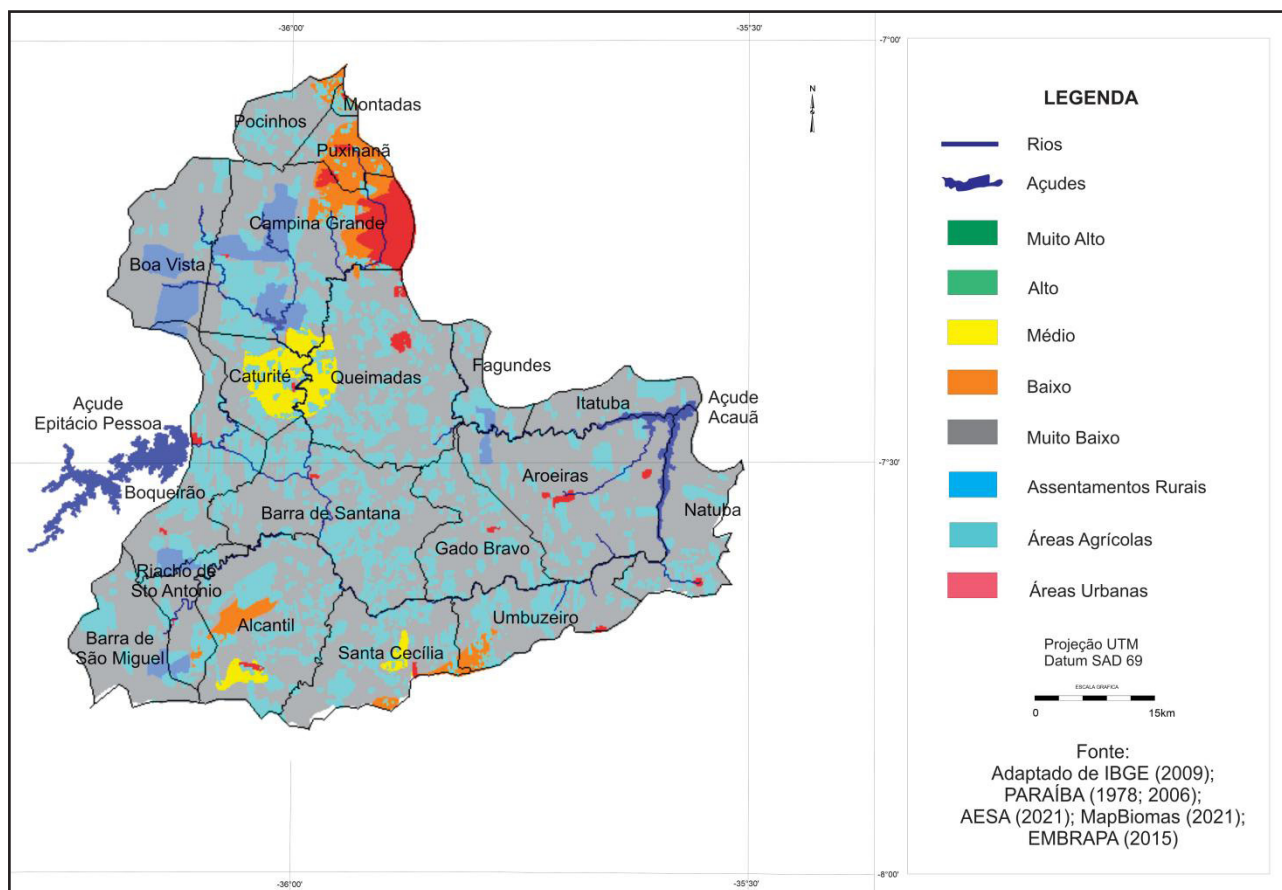 -36°00'
-35°30'
-7°00'
N
Montadas
Pocinhos
Puxinanã
Campina Grande
Boa Vista
Fagundes
Caturité
Queimadas
Itatuba
Açude
Acauã
Açude
Epitácio Pessoa
-7°30'
Aroeiras
Boqueirão
Natuba
Barra de Santana
Gado Bravo
Riacho de
Sto Antonio
Umbuzeiro
Alcantil
Barra de
São Miguel
Santa Cecília
-8°00'
-36°00'
-35°30'
LEGENDA
Rios
Açudes
Muito Alto
Alto
Médio
Baixo
Muito Baixo
Assentamentos Rurais
Áreas Agrícolas
Áreas Urbanas
Projeção UTM
Datum SAD 69
ESCALA GRÁFICA
0 15km
Fonte:
Adaptado de IBGE (2009);
PARAÍBA (1978; 2006);
AESA (2021); MapBiomas (2021);
EMBRAPA (2015)